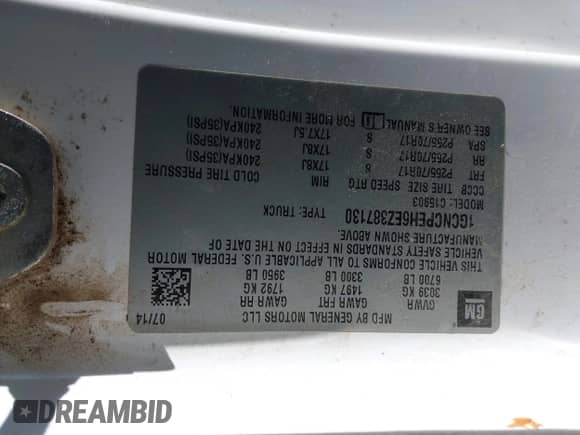 GM
MFD BY GENERAL MOTORS LLC
07/14
GVWR GAWR FRT GAWR RR
3039 KG 1497 KG 1792 KG
6700 LB 3300 LB 3950 LB
THIS VEHICLE CONFORMS TO ALL APPLICABLE U.S. FEDERAL MOTOR
VEHICLE SAFETY STANDARDS IN EFFECT ON THE DATE OF
MANUFACTURE SHOWN ABOVE.
1GCNCPEH5EZ387130 TYPE: TRUCK
MODEL: C15903
CCCB TIRE SIZE SPEED RTG RIM COLD TIRE PRESSURE
FRT P255/70R17 S 17X8J 240KPA(35PSI)
RR P255/70R17 S 17X8J 240KPA(35PSI)
SPA P255/70R17 S 17X7.5J 240KPA(35PSI)
SEE OWNER'S MANUAL FOR MORE INFORMATION.
DREAMBID